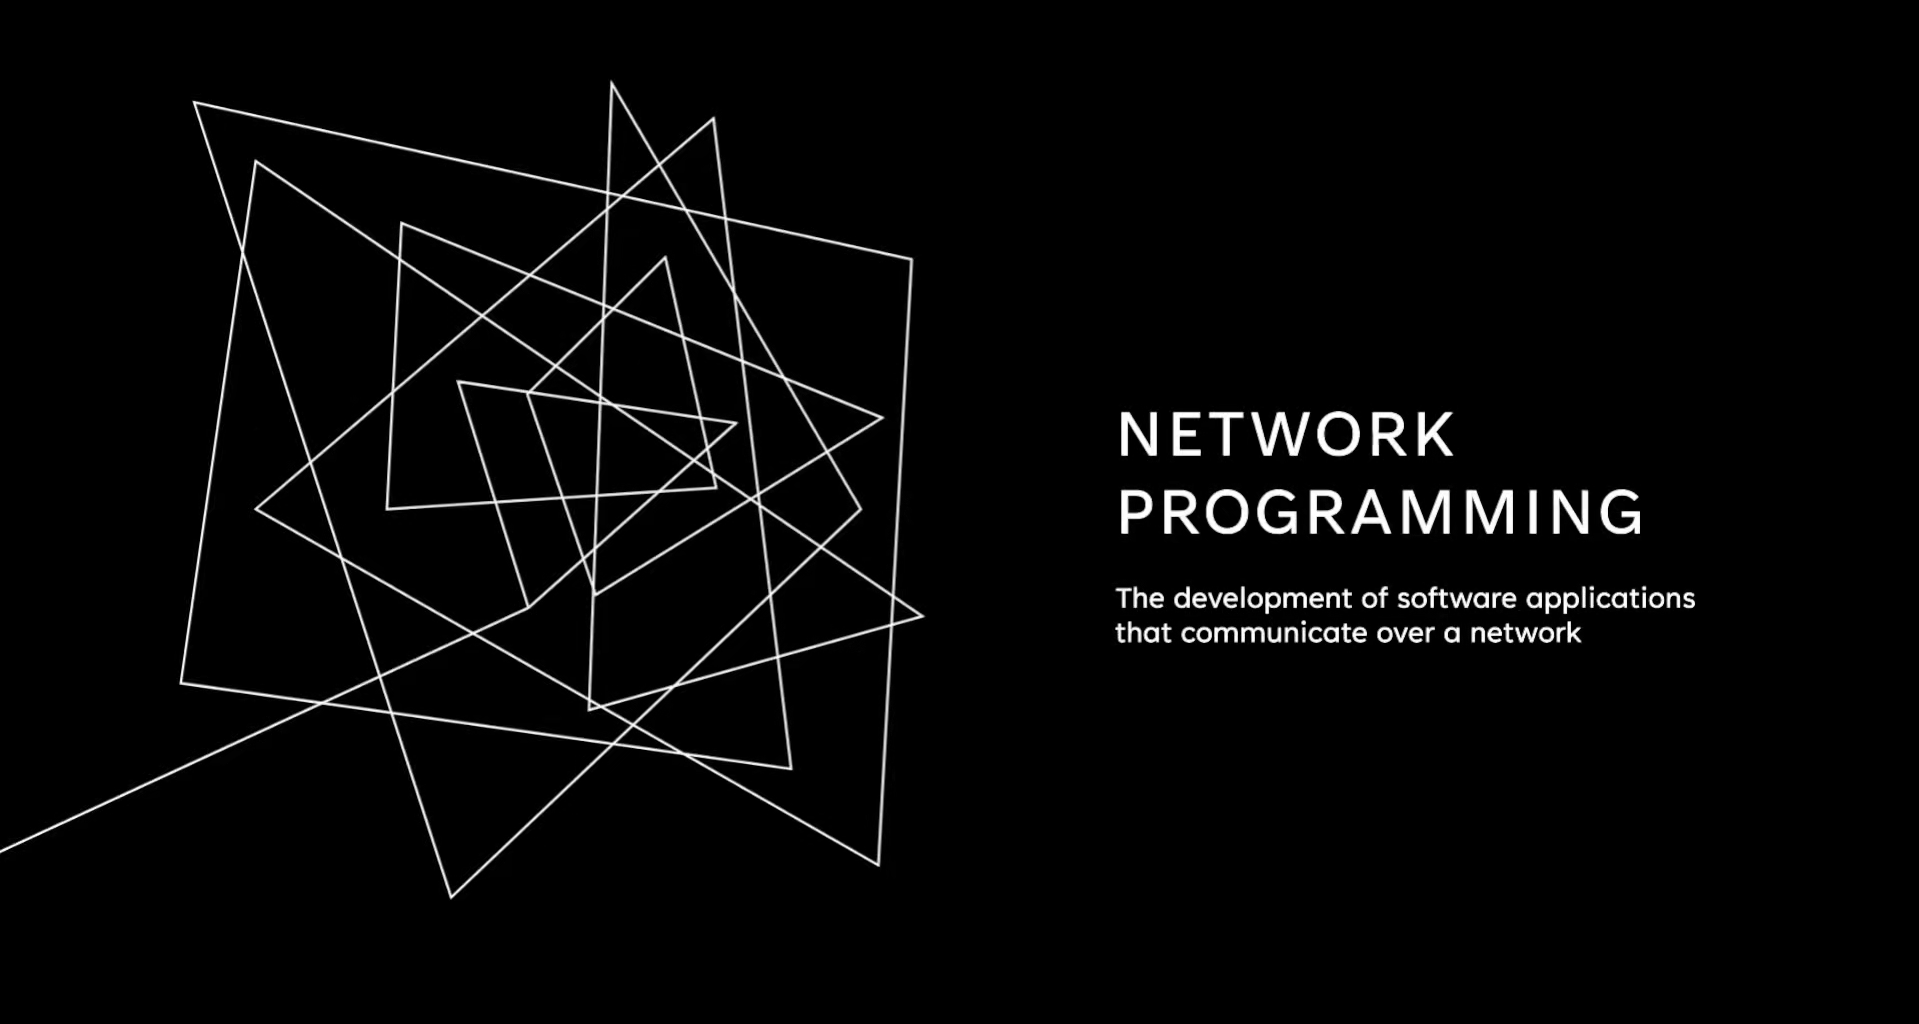 NETWORK
PROGRAMMING
The development of software applications
that communicate over a network